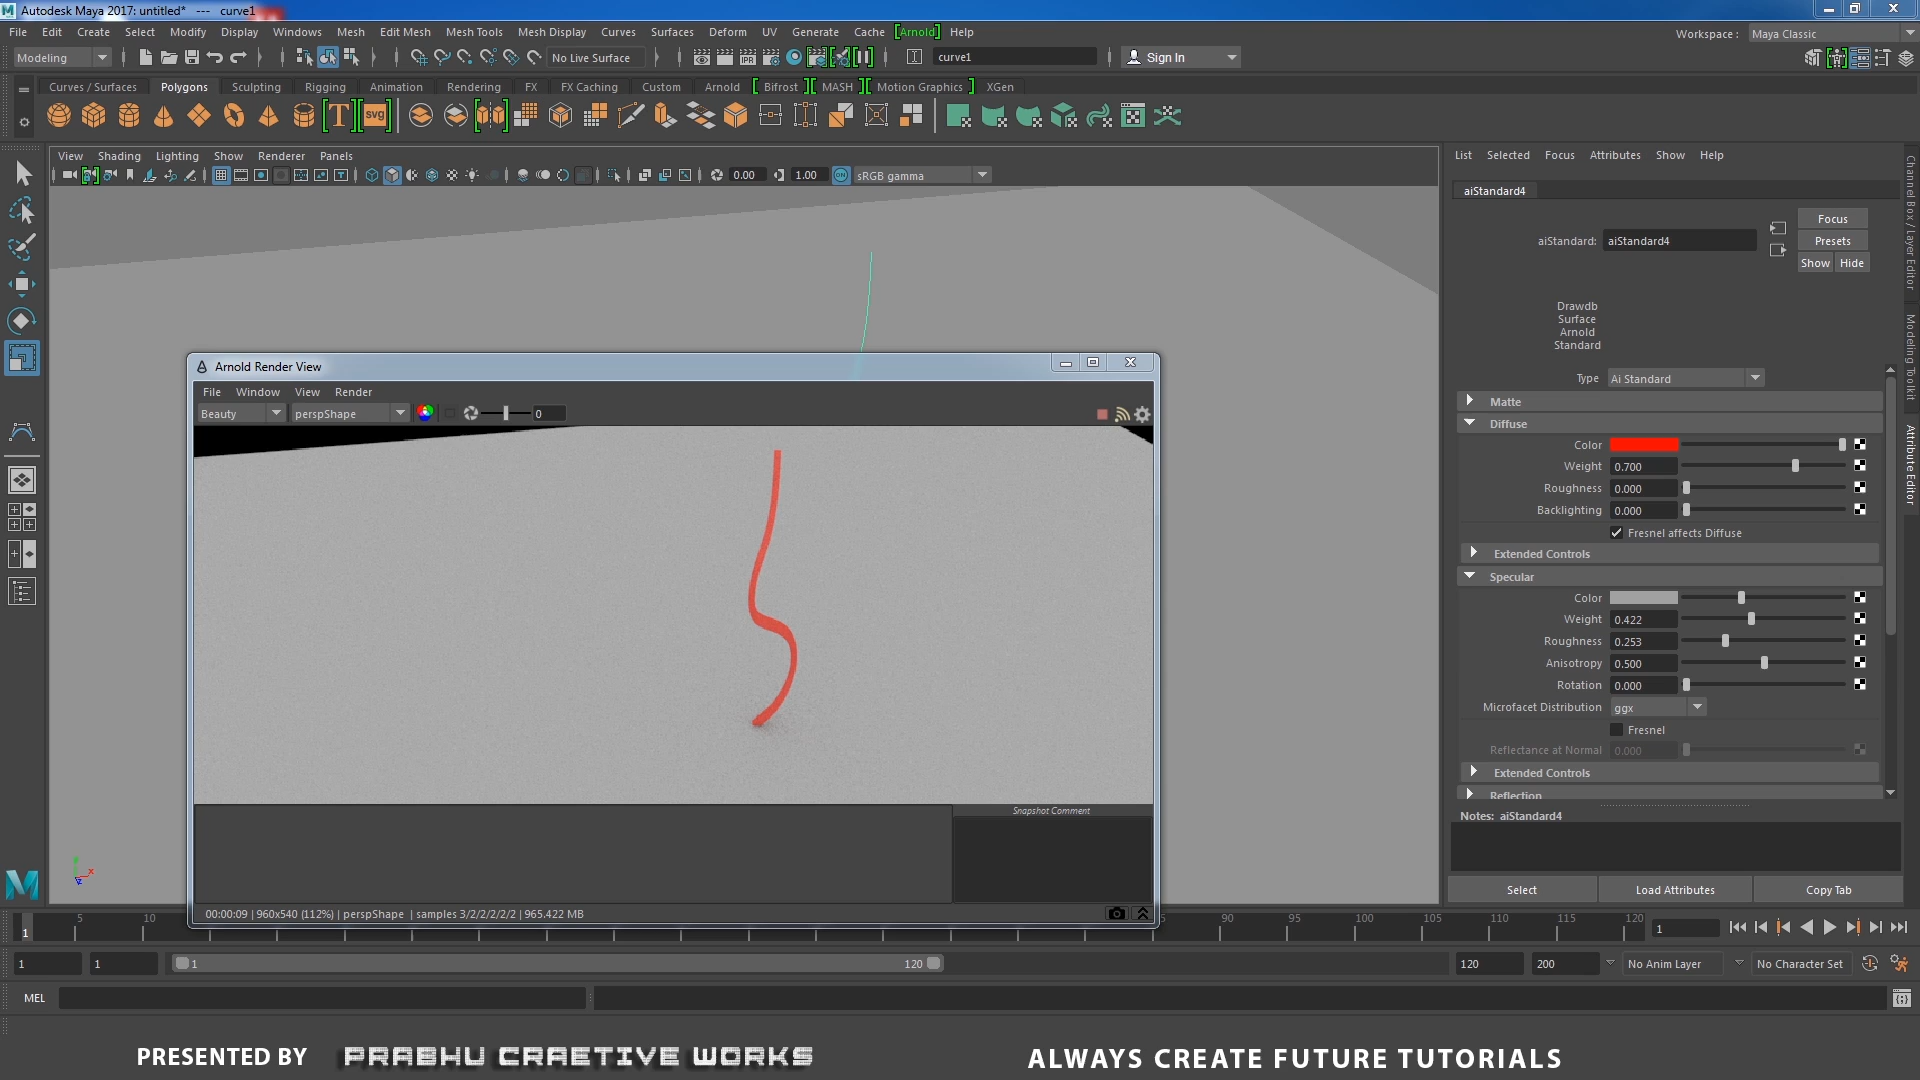 Autodesk Maya 2017: untitled* --- curve1
File Edit Create Select Modify Display Windows Mesh Edit Mesh Mesh Tools Mesh Display Curves Surfaces Deform UV Generate Cache [Arnold] Help
Workspace : Maya Classic
Modeling No Live Surface IPR curve1 Sign In
Curves / Surfaces Polygons Sculpting Rigging Animation Rendering FX FX Caching Custom Arnold Bifrost MASH Motion Graphics XGen
T svg
View Shading Lighting Show Renderer Panels
0.00 1.00 ON sRGB gamma
List Selected Focus Attributes Show Help
aiStandard4
aiStandard: aiStandard4
Focus
Presets
Show Hide
Drawdb
Surface
Arnold
Standard
Type Ai Standard
Matte
Diffuse
Color
Weight 0.700
Roughness 0.000
Backlighting 0.000
Fresnel affects Diffuse
Extended Controls
Specular
Color
Weight 0.422
Roughness 0.253
Anisotropy 0.500
Rotation 0.000
Microfacet Distribution ggx
Fresnel
Reflectance at Normal 0.000
Extended Controls
Reflection
Notes: aiStandard4
Select Load Attributes Copy Tab
Channel Box / Layer Editor
Modeling Toolkit
Attribute Editor
Arnold Render View
File Window View Render
Beauty perspShape 0
Snapshot Comment
00:00:09 | 960x540 (112%) | perspShape | samples 3/2/2/2/2/2 | 965.422 MB
1 5 10 90 95 100 105 110 115 120 1
1 1 1 120 120 200 No Anim Layer No Character Set
MEL
PRESENTED BY PRABHU CRAETIVE WORKS ALWAYS CREATE FUTURE TUTORIALS